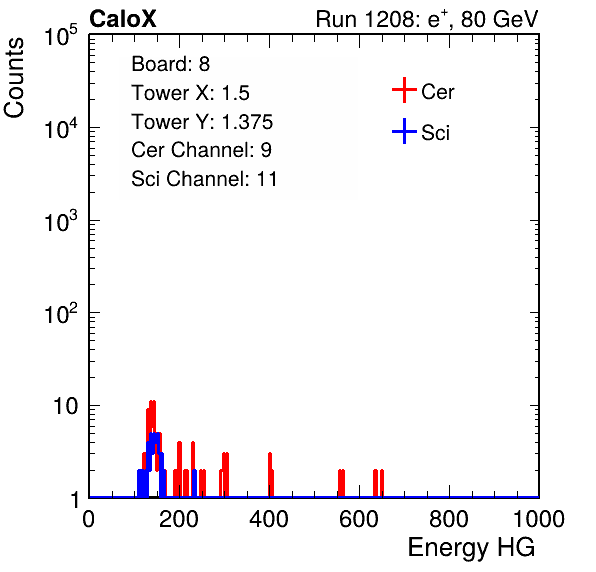 CaloX Run 1208: e⁺, 80 GeV
Counts
10⁵
10⁴
10³
10²
10
1
Board: 8
Tower X: 1.5
Tower Y: 1.375
Cer Channel: 9
Sci Channel: 11
Cer
Sci
0 200 400 600 800 1000
Energy HG